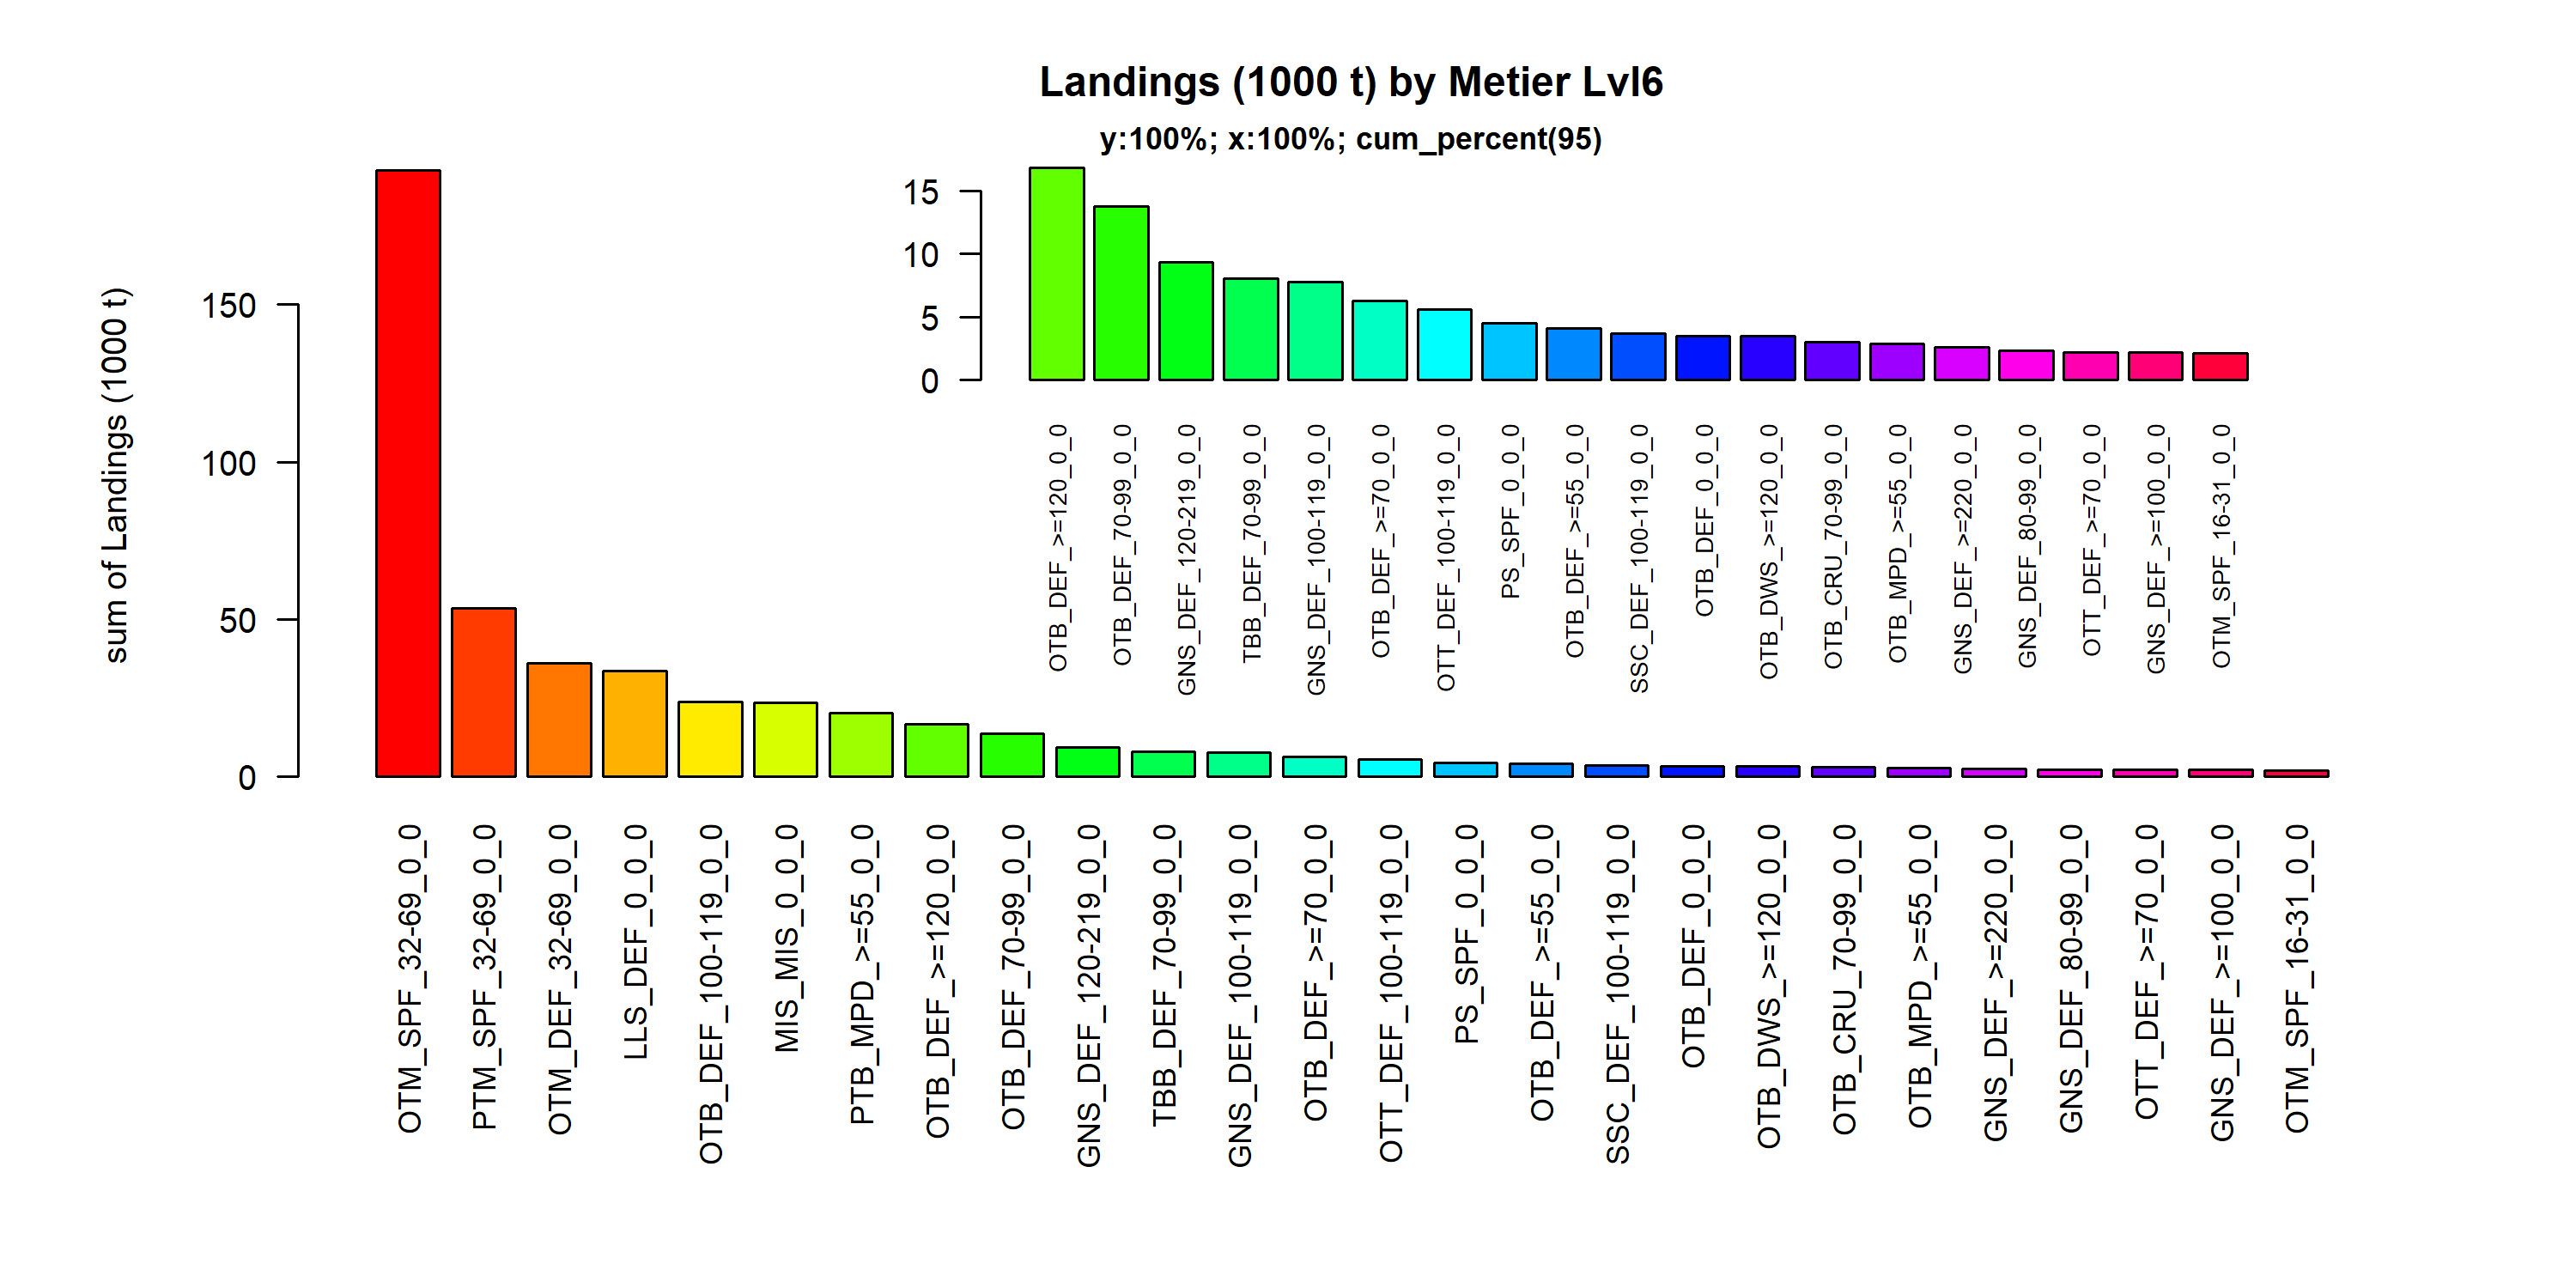 Landings (1000 t) by Metier Lvl6
y:100%; x:100%; cum_percent(95)
15
10
5
0
OTB_DEF_>=120_0_0
OTB_DEF_70-99_0_0
GNS_DEF_120-219_0_0
TBB_DEF_70-99_0_0
GNS_DEF_100-119_0_0
OTB_DEF_>=70_0_0
OTT_DEF_100-119_0_0
PS_SPF_0_0_0
OTB_DEF_>=55_0_0
SSC_DEF_100-119_0_0
OTB_DEF_0_0_0
OTB_DWS_>=120_0_0
OTB_CRU_70-99_0_0
OTB_MPD_>=55_0_0
GNS_DEF_>=220_0_0
GNS_DEF_80-99_0_0
OTT_DEF_>=70_0_0
GNS_DEF_>=100_0_0
OTM_SPF_16-31_0_0
sum of Landings (1000 t)
150
100
50
0
OTM_SPF_32-69_0_0
PTM_SPF_32-69_0_0
OTM_DEF_32-69_0_0
LLS_DEF_0_0_0
OTB_DEF_100-119_0_0
MIS_MIS_0_0_0
PTB_MPD_>=55_0_0
OTB_DEF_>=120_0_0
OTB_DEF_70-99_0_0
GNS_DEF_120-219_0_0
TBB_DEF_70-99_0_0
GNS_DEF_100-119_0_0
OTB_DEF_>=70_0_0
OTT_DEF_100-119_0_0
PS_SPF_0_0_0
OTB_DEF_>=55_0_0
SSC_DEF_100-119_0_0
OTB_DEF_0_0_0
OTB_DWS_>=120_0_0
OTB_CRU_70-99_0_0
OTB_MPD_>=55_0_0
GNS_DEF_>=220_0_0
GNS_DEF_80-99_0_0
OTT_DEF_>=70_0_0
GNS_DEF_>=100_0_0
OTM_SPF_16-31_0_0